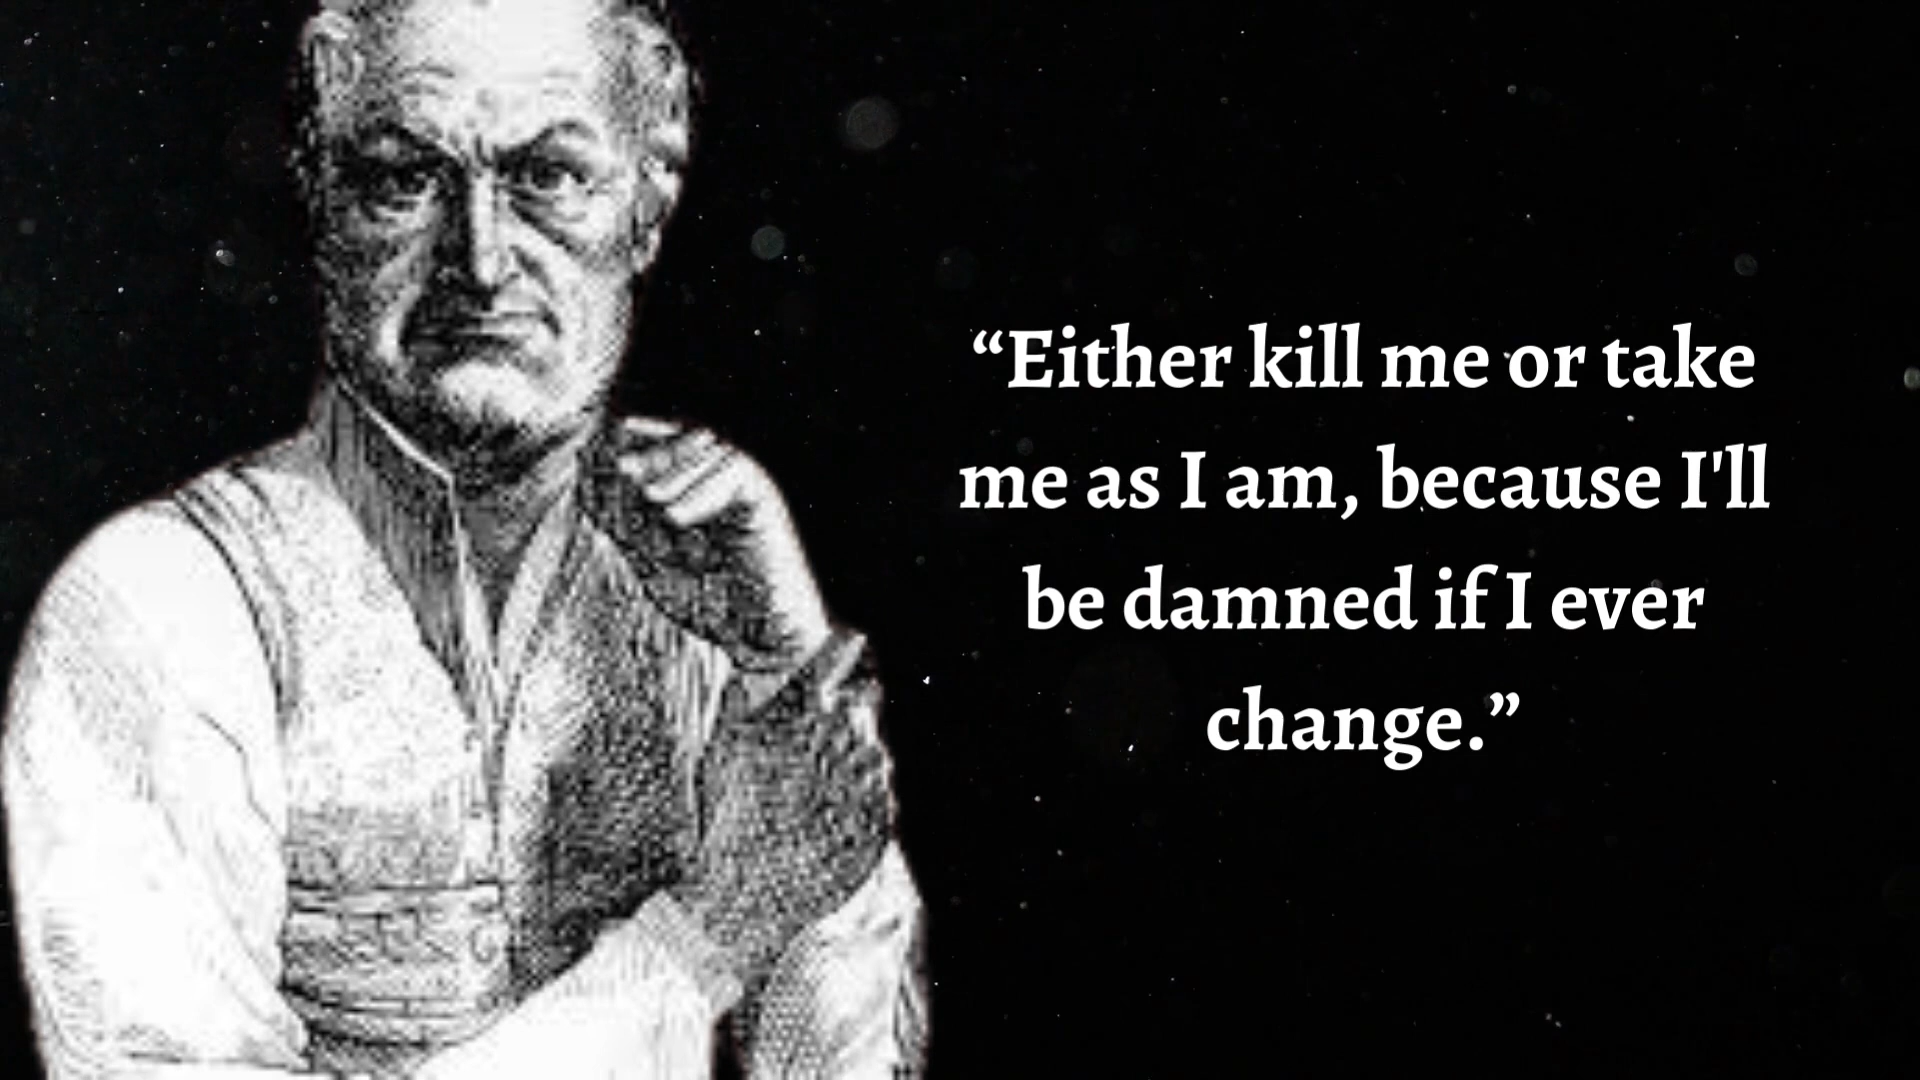 “Either kill me or take
me as I am, because I'll
be damned if I ever
change.”